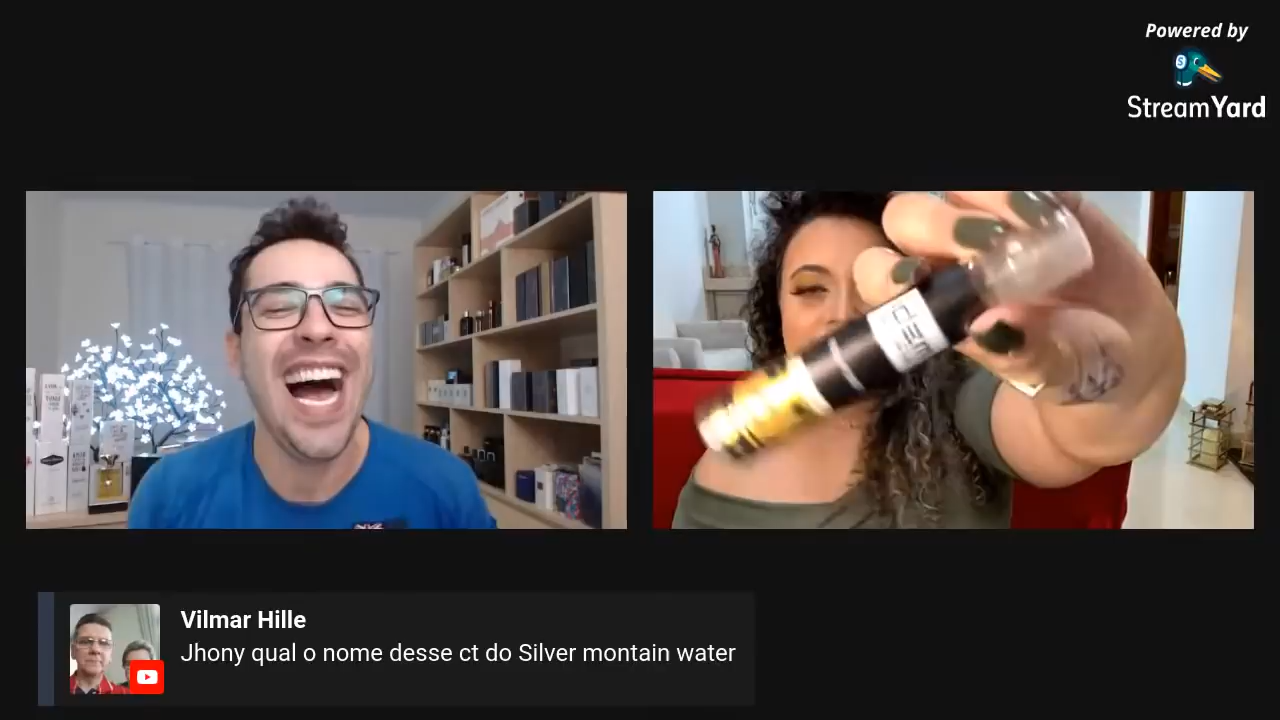 Powered by
StreamYard
Vilmar Hille
Jhony qual o nome desse ct do Silver montain water